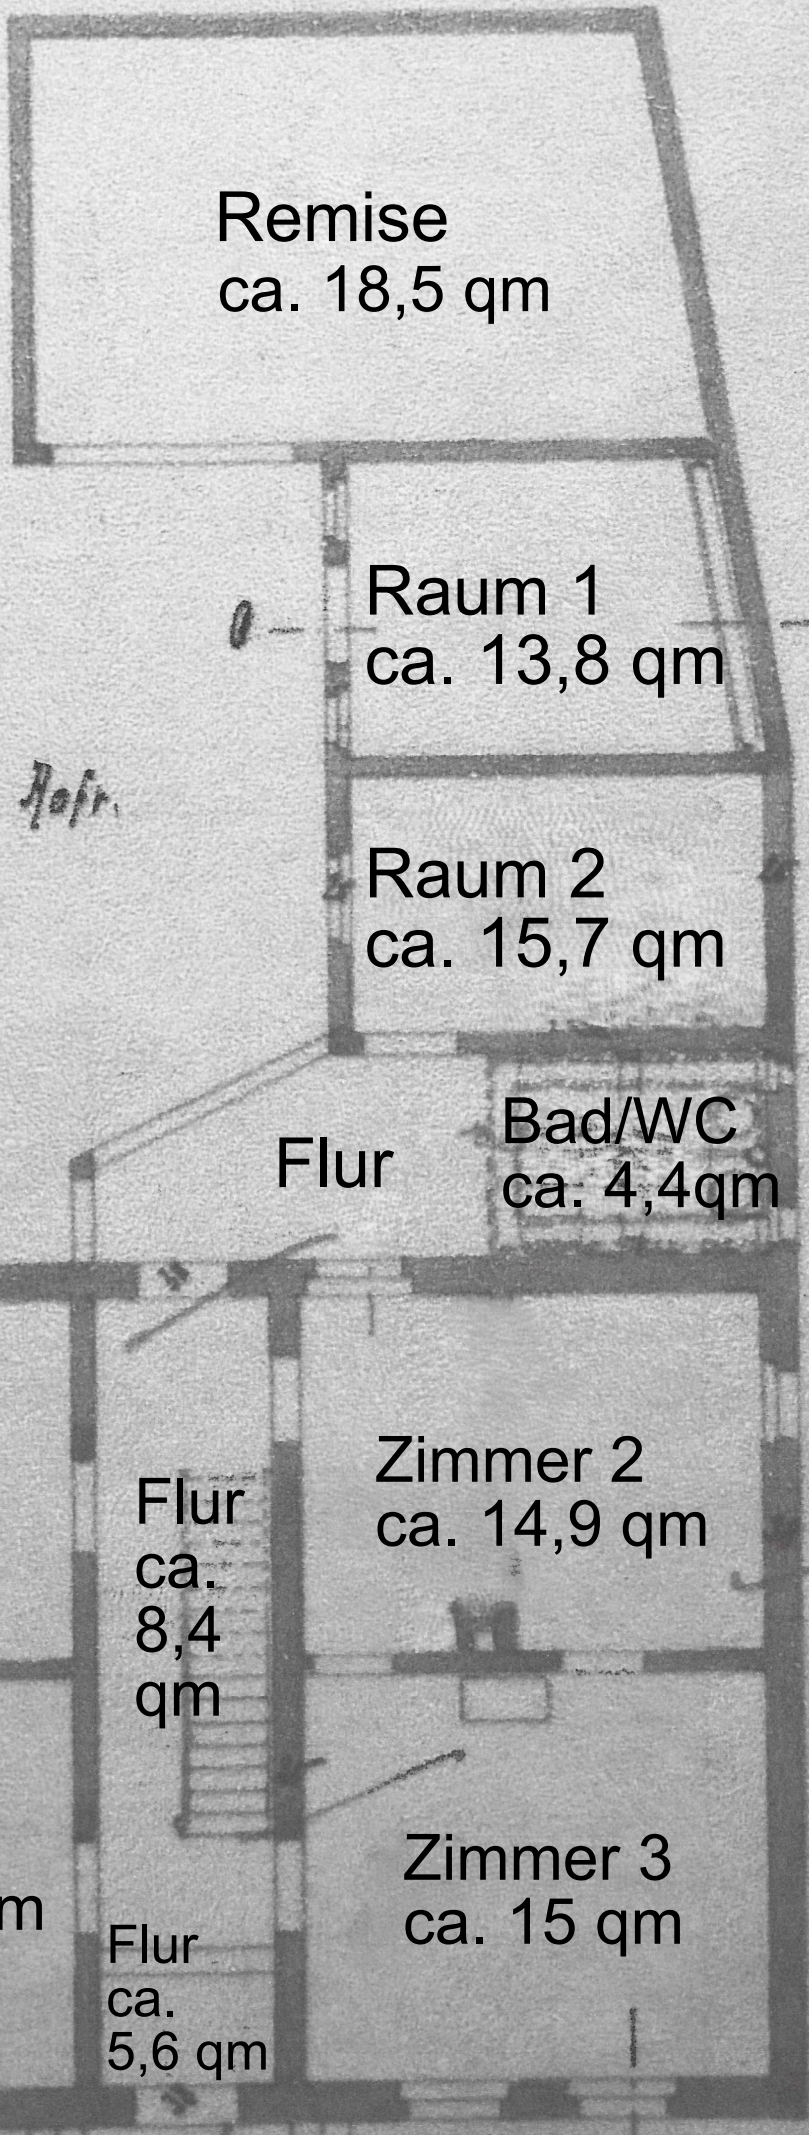 Remise
ca. 18,5 qm
Raum 1
ca. 13,8 qm
0
Hofr.
Raum 2
ca. 15,7 qm
Bad/WC
ca. 4,4qm
Flur
Zimmer 2
ca. 14,9 qm
Flur
ca.
8,4
qm
Zimmer 3
ca. 15 qm
m
Flur
ca.
5,6 qm